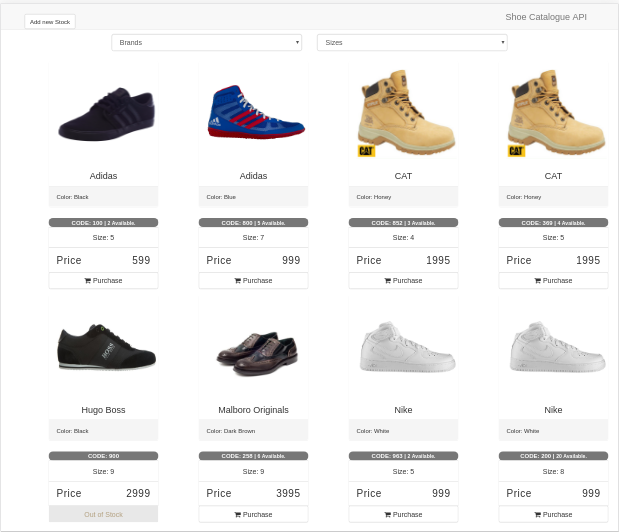 Add new Stock
Shoe Catalogue API
Brands
Sizes
CAT
CAT
Adidas
Adidas
CAT
CAT
Color: Black
Color: Blue
Color: Honey
Color: Honey
CODE: 100 | 2 Available.
CODE: 800 | 5 Available.
CODE: 852 | 3 Available.
CODE: 369 | 4 Available.
Size: 5
Size: 7
Size: 4
Size: 5
Price 599
Price 999
Price 1995
Price 1995
Purchase
Purchase
Purchase
Purchase
BOSS
Hugo Boss
Malboro Originals
Nike
Nike
Color: Black
Color: Dark Brown
Color: White
Color: White
CODE: 900
CODE: 258 | 6 Available.
CODE: 963 | 2 Available.
CODE: 200 | 20 Available.
Size: 9
Size: 9
Size: 5
Size: 8
Price 2999
Price 3995
Price 999
Price 999
Out of Stock
Purchase
Purchase
Purchase